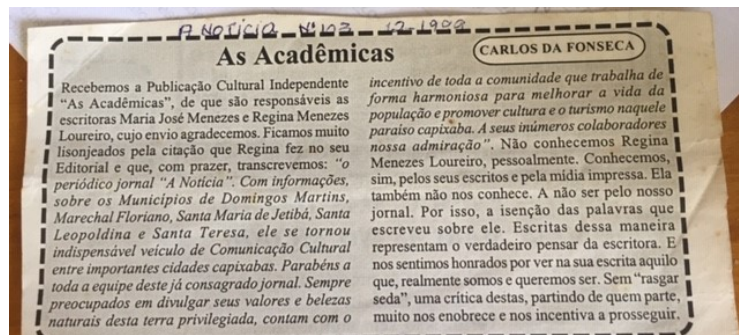 A NOTÍCIA Nº 103 12-1999
As Acadêmicas
CARLOS DA FONSECA
Recebemos a Publicação Cultural Independente
“As Acadêmicas”, de que são responsáveis as
escritoras Maria José Menezes e Regina Menezes
Loureiro, cujo envio agradecemos. Ficamos muito
lisonjeados pela citação que Regina fez no seu
Editorial e que, com prazer, transcrevemos: “o
periódico jornal “A Notícia”. Com informações,
sobre os Municípios de Domingos Martins,
Marechal Floriano, Santa Maria de Jetibá, Santa
Leopoldina e Santa Teresa, ele se tornou
indispensável veículo de Comunicação Cultural
entre importantes cidades capixabas. Parabéns a
toda a equipe deste já consagrado jornal. Sempre
preocupados em divulgar seus valores e belezas
naturais desta terra privilegiada, contam com o
incentivo de toda a comunidade que trabalha de
forma harmoniosa para melhorar a vida da
população e promover cultura e o turismo naquele
paraíso capixaba. A seus inúmeros colaboradores
nossa admiração”. Não conhecemos Regina
Menezes Loureiro, pessoalmente. Conhecemos,
sim, pelos seus escritos e pela mídia impressa. Ela
também não nos conhece. A não ser pelo nosso
jornal. Por isso, a isenção das palavras que
escreveu sobre ele. Escritas dessa maneira
representam o verdadeiro pensar da escritora. E
nos sentimos honrados por ver na sua escrita aquilo
que, realmente somos e queremos ser. Sem “rasgar
seda”, uma crítica destas, partindo de quem parte,
muito nos enobrece e nos incentiva a prosseguir.